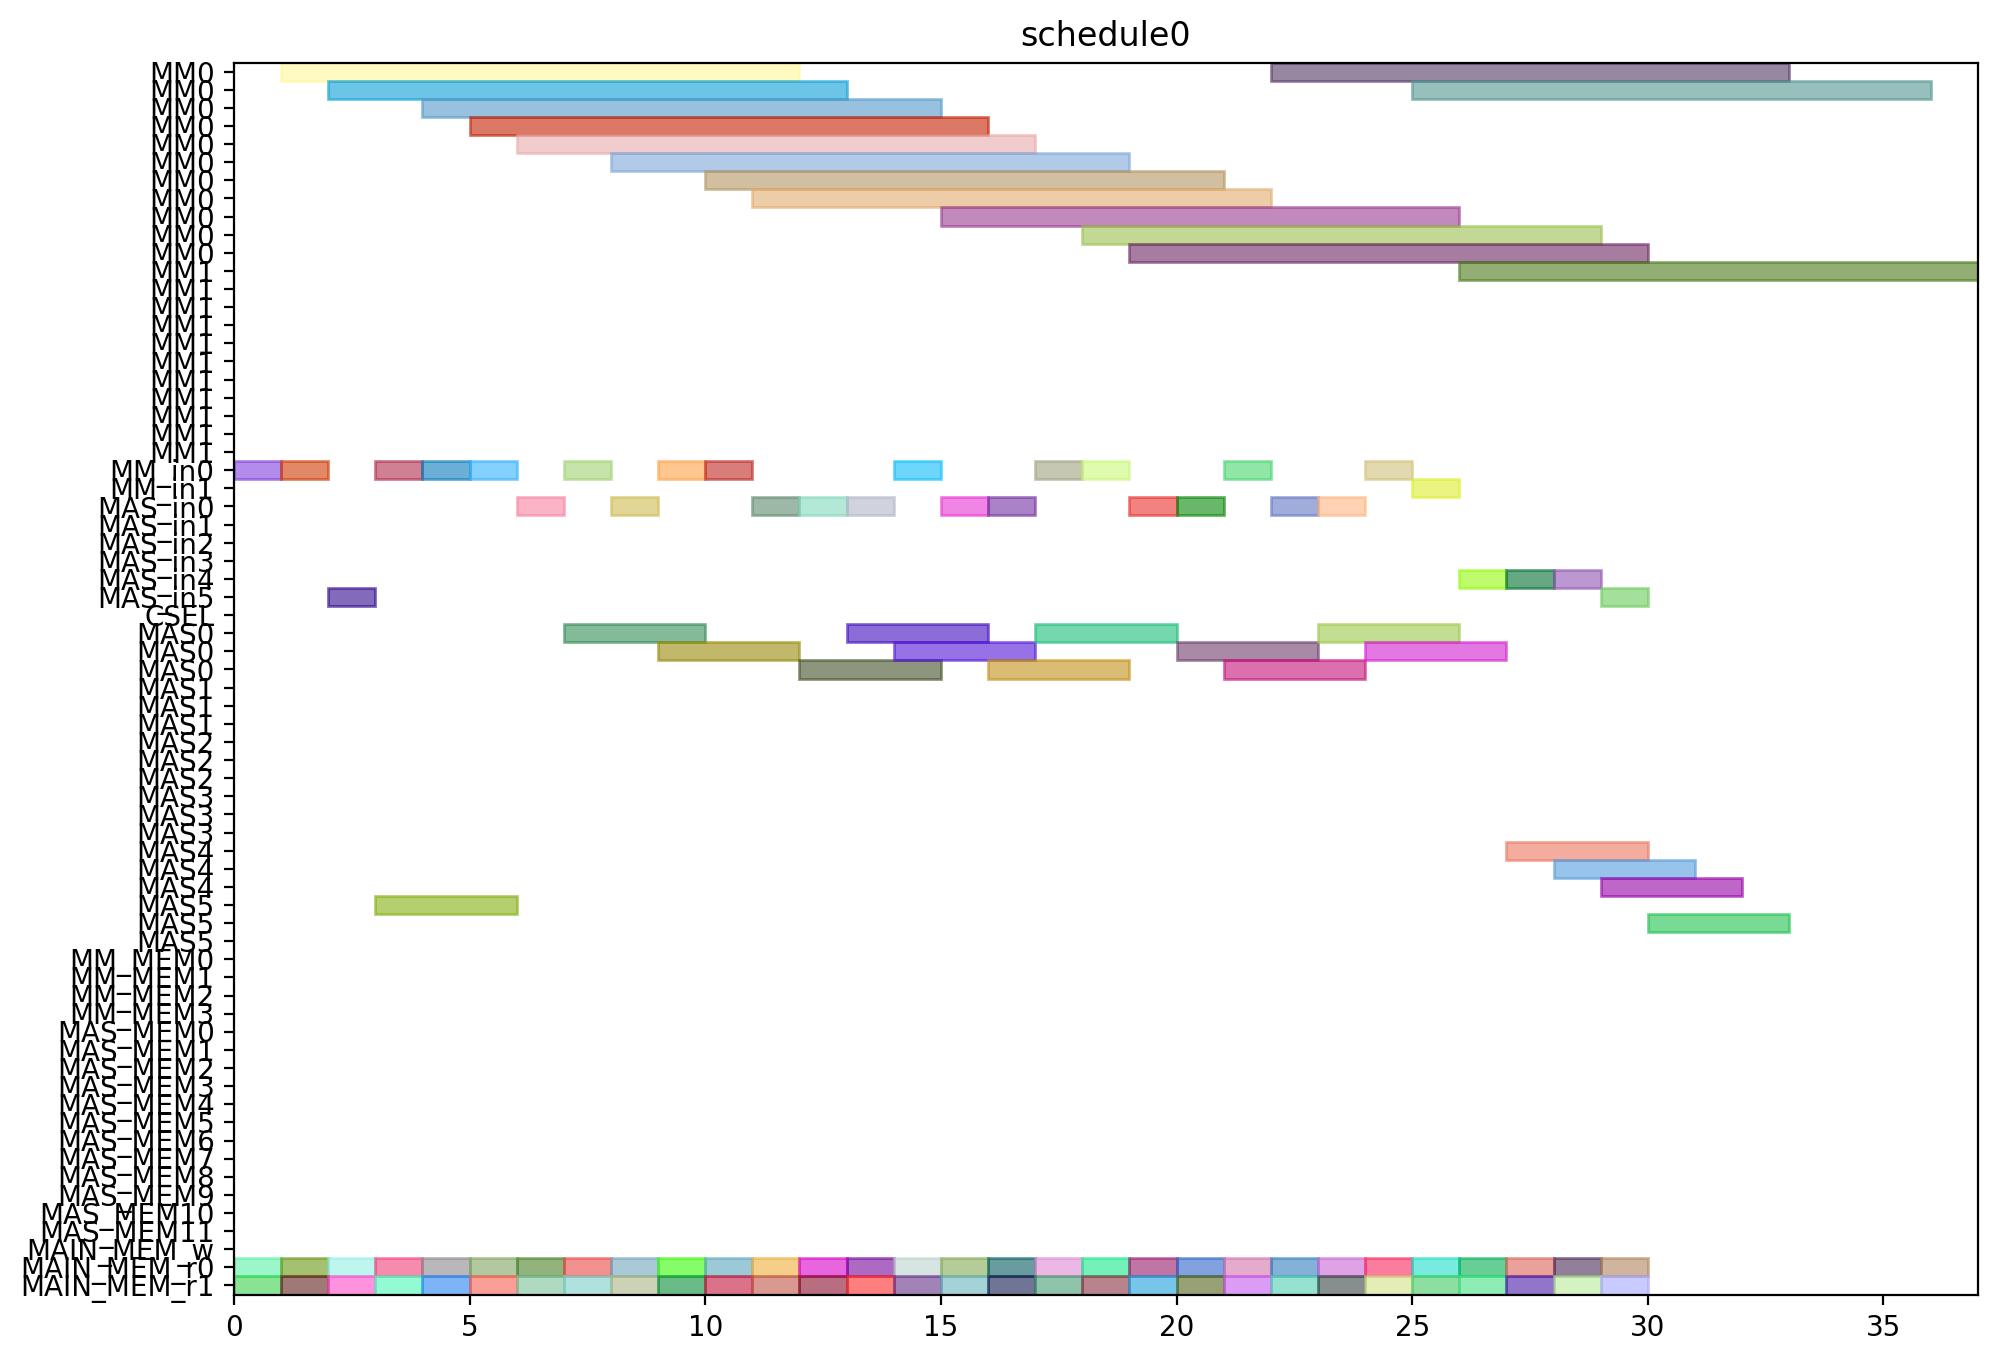 schedule0
MM0
MM0
MM0
MM0
MM0
MM0
MM0
MM0
MM0
MM0
MM0
MM1
MM1
MM1
MM1
MM1
MM1
MM1
MM1
MM1
MM1
MM1
MM_in0
MM_in1
MAS_in0
MAS_in1
MAS_in2
MAS_in3
MAS_in4
MAS_in5
CSEL
MAS0
MAS0
MAS0
MAS1
MAS1
MAS1
MAS2
MAS2
MAS2
MAS3
MAS3
MAS3
MAS4
MAS4
MAS4
MAS5
MAS5
MAS5
MM_MEM0
MM_MEM1
MM_MEM2
MM_MEM3
MAS_MEM0
MAS_MEM1
MAS_MEM2
MAS_MEM3
MAS_MEM4
MAS_MEM5
MAS_MEM6
MAS_MEM7
MAS_MEM8
MAS_MEM9
MAS_MEM10
MAS_MEM11
MAIN_MEM_w
MAIN_MEM_r0
MAIN_MEM_r1
0 5 10 15 20 25 30 35